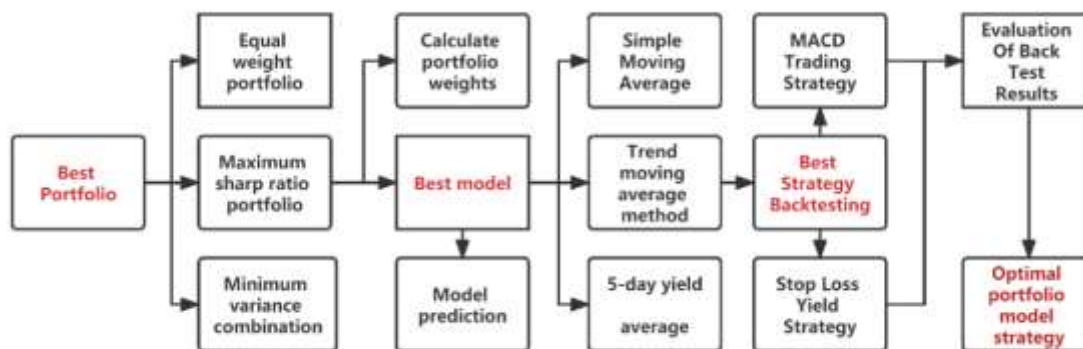 Equal
weight
portfolio
Calculate
portfolio
weights
Simple
Moving
Average
MACD
Trading
Strategy
Evaluation
Of Back
Test
Results
Best
Portfolio
Maximum
sharp ratio
portfolio
Best model
Trend
moving
average
method
Best
Strategy
Backtesting
Minimum
variance
combination
Model
prediction
5-day yield
average
Stop Loss
Yield
Strategy
Optimal
portfolio
model
strategy